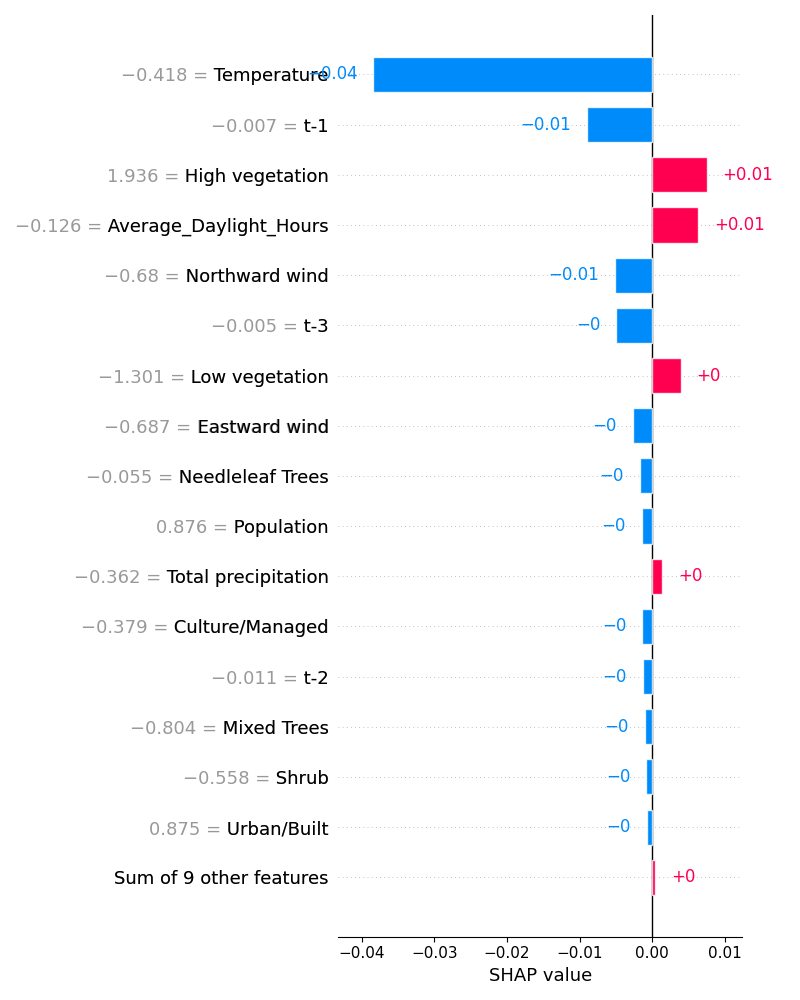 −0.418 = Temperature −0.04
−0.007 = t-1 −0.01
1.936 = High vegetation +0.01
−0.126 = Average_Daylight_Hours +0.01
−0.68 = Northward wind −0.01
−0.005 = t-3 −0
−1.301 = Low vegetation +0
−0.687 = Eastward wind −0
−0.055 = Needleleaf Trees −0
0.876 = Population −0
−0.362 = Total precipitation +0
−0.379 = Culture/Managed −0
−0.011 = t-2 −0
−0.804 = Mixed Trees −0
−0.558 = Shrub −0
0.875 = Urban/Built −0
Sum of 9 other features +0
−0.04 −0.03 −0.02 −0.01 0.00 0.01
SHAP value